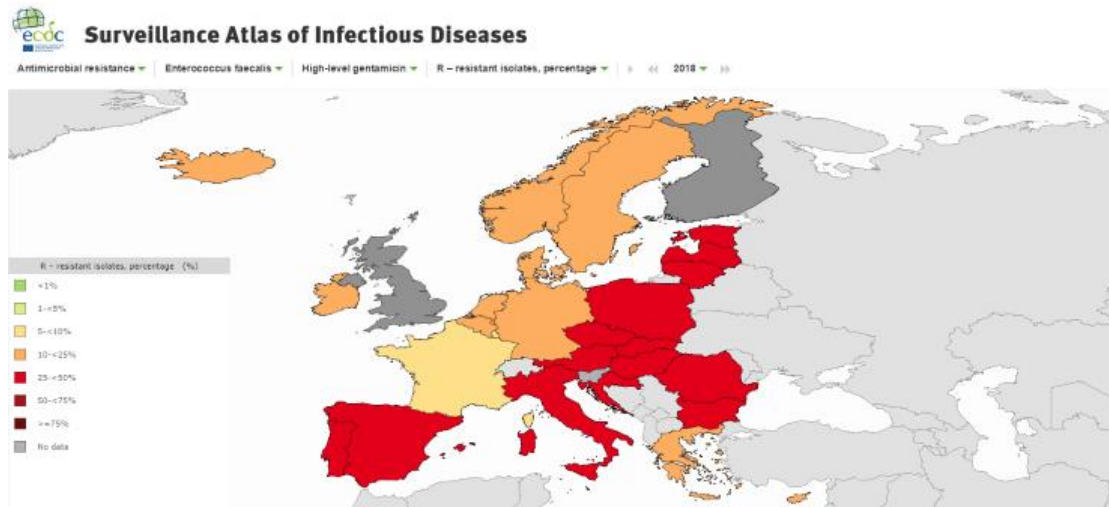 ecdc
Surveillance Atlas of Infectious Diseases
Antimicrobial resistance Enterococcus faecalis High-level gentamicin R – resistant isolates, percentage 2018
R – resistant isolates, percentage (%)
<1%
1-<5%
5-<10%
10-<25%
25-<50%
50-<75%
>=75%
No data